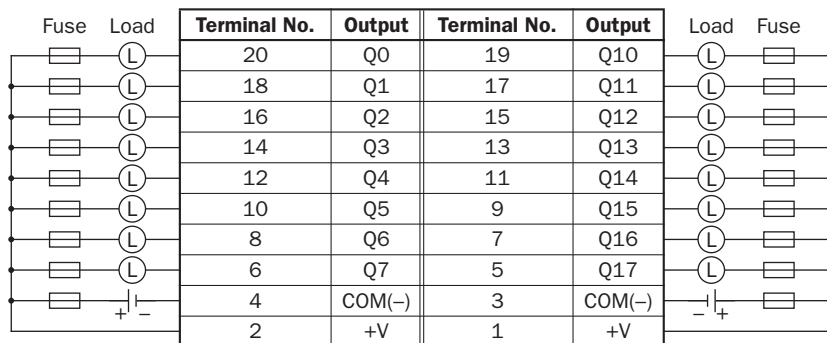 Fuse Load Terminal No. Output Terminal No. Output Load Fuse
L 20 Q0 19 Q10 L
L 18 Q1 17 Q11 L
L 16 Q2 15 Q12 L
L 14 Q3 13 Q13 L
L 12 Q4 11 Q14 L
L 10 Q5 9 Q15 L
L 8 Q6 7 Q16 L
L 6 Q7 5 Q17 L
+ − 4 COM(–) 3 COM(–) − +
2 +V 1 +V